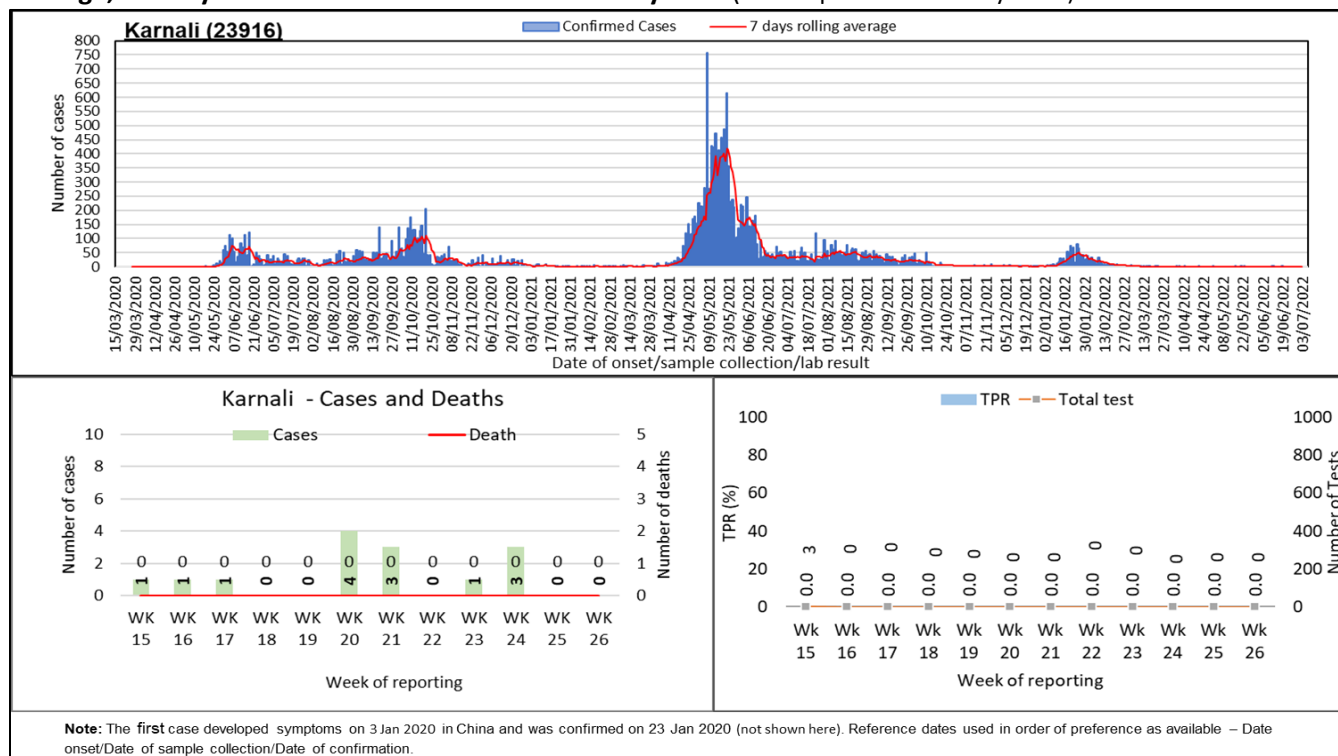 Karnali (23916)
Confirmed Cases 7 days rolling average
Number of cases
800
750
700
650
600
550
500
450
400
350
300
250
200
150
100
50
0
15/03/2020 29/03/2020 12/04/2020 26/04/2020 10/05/2020 24/05/2020 07/06/2020 21/06/2020 05/07/2020 19/07/2020 02/08/2020 16/08/2020 30/08/2020 13/09/2020 27/09/2020 11/10/2020 25/10/2020 08/11/2020 22/11/2020 06/12/2020 20/12/2020 03/01/2021 17/01/2021 31/01/2021 14/02/2021 28/02/2021 14/03/2021 28/03/2021 11/04/2021 25/04/2021 09/05/2021 23/05/2021 06/06/2021 20/06/2021 04/07/2021 18/07/2021 01/08/2021 15/08/2021 29/08/2021 12/09/2021 26/09/2021 10/10/2021 24/10/2021 07/11/2021 21/11/2021 05/12/2021 19/12/2021 02/01/2022 16/01/2022 30/01/2022 13/02/2022 27/02/2022 13/03/2022 27/03/2022 10/04/2022 24/04/2022 08/05/2022 22/05/2022 05/06/2022 19/06/2022 03/07/2022
Date of onset/sample collection/lab result
Karnali - Cases and Deaths
Cases Death
Number of cases
10
8
6
4
2
0
5
4
3
2
1
0
Number of deaths
0 0 0 0 0 0 0 0 0 0 0 0
1 1 1 0 0 4 3 0 1 3 0 0
WK WK WK WK WK WK WK WK WK WK WK WK
15 16 17 18 19 20 21 22 23 24 25 26
Week of reporting
TPR Total test
TPR (%)
100
80
60
40
20
0
1000
800
600
400
200
0
Number of Tests
3 0 0 0 0 0 0 0 0 0 0 0
0.0 0.0 0.0 0.0 0.0 0.0 0.0 0.0 0.0 0.0 0.0 0.0
Wk Wk Wk Wk Wk Wk Wk Wk Wk Wk Wk Wk
15 16 17 18 19 20 21 22 23 24 25 26
Week of reporting
Note: The first case developed symptoms on 3 Jan 2020 in China and was confirmed on 23 Jan 2020 (not shown here). Reference dates used in order of preference as available – Date
onset/Date of sample collection/Date of confirmation.